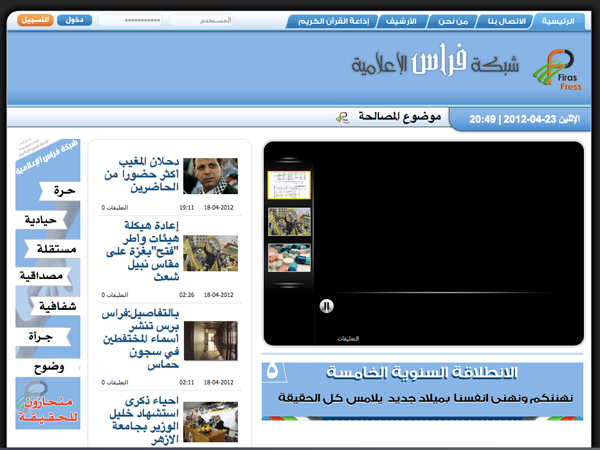 الرئيسية
الاتصال بنا
من نحن
الأرشيف
إذاعة القرآن الكريم
المستخدم
دخول
التسجيل
شبكة فراس الإعلامية
Firas
Press
الإثنين 23-04-2012 | 20:49
موضوع المصالحة
دحلان المغيب
أكثر حضورا من
الحاضرين
18-04-2012 19:11 التعليقات 0
إعادة هيكلة
هيئات وأطر
"فتح"بغزة على
مقاس نبيل
شعث
18-04-2012 02:26 التعليقات 0
بالتفاصيل:فراس
برس تنشر
أسماء المختطفين
في سجون
حماس
18-04-2012 02:11 التعليقات 0
احياء ذكرى
استشهاد خليل
الوزير بجامعة
الازهر
شبكة فراس الإعلامية
حرة
حيادية
مستقلة
مصداقية
شفافية
جرأة
وضوح
منحازون
للحقيقة
التعليقات
الانطلاقة السنوية الخامسة
5
نهنئكم ونهنى انفسنا بميلاد جديد يلامس كل الحقيقة